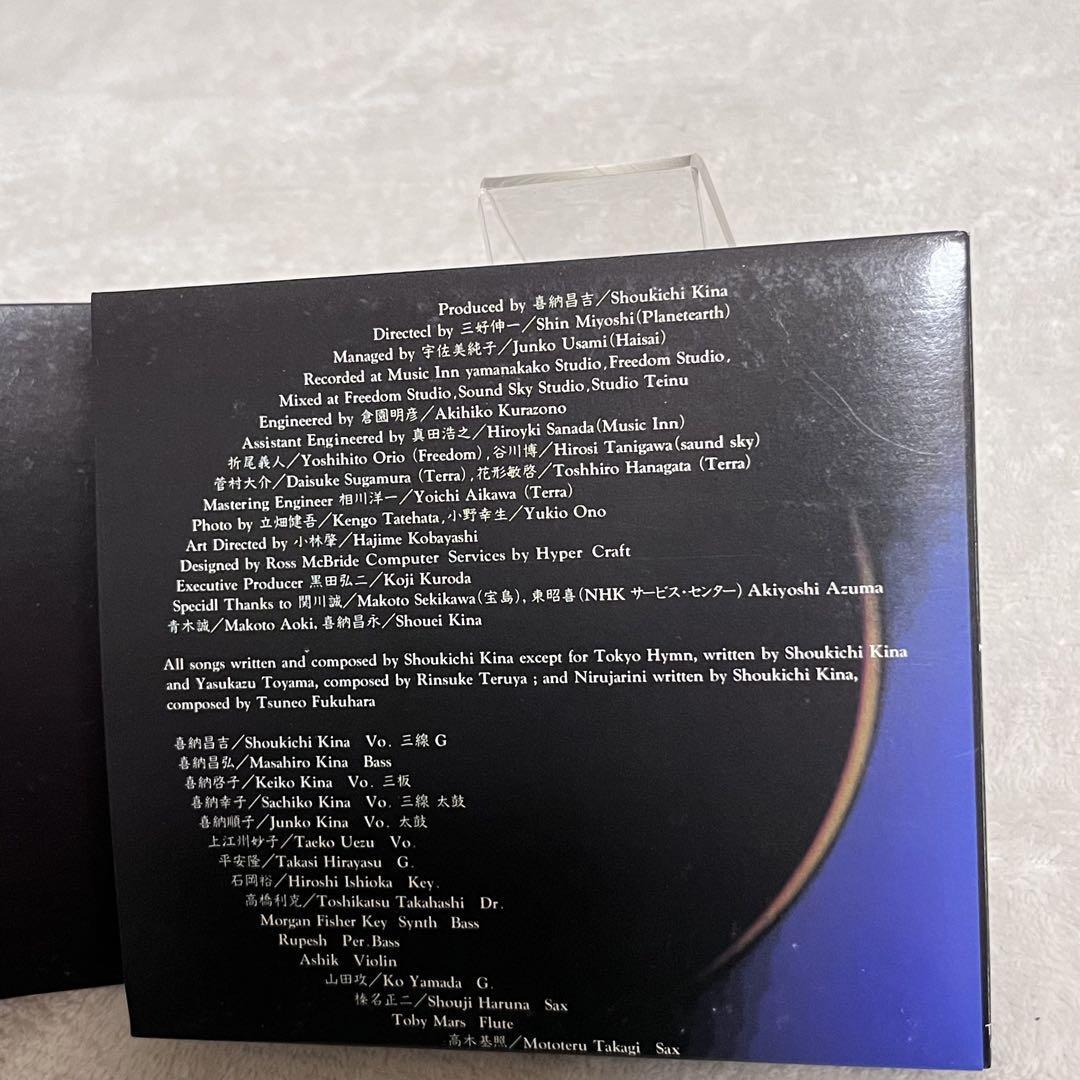 Produced by 喜納昌吉／Shoukichi Kina
Directecl by 三好伸一／Shin Miyoshi(Planetearth)
Managed by 宇佐美純子／Junko Usami(Haisai)
Recorded at Music Inn yamanakako Studio,Freedom Studio,
Mixed at Freedom Studio,Sound Sky Studio,Studio Teinu
Engineered by 倉園明彦／Akihiko Kurazono
Assistant Engineered by 真田浩之／Hiroyki Sanada(Music Inn)
折尾義人／Yoshihito Orio (Freedom),谷川博／Hirosi Tanigawa(saund sky)
菅村大介／Daisuke Sugamura (Terra),花形敏啓／Toshhiro Hanagata (Terra)
Mastering Engineer 相川洋一／Yoichi Aikawa (Terra)
Photo by 立畑健吾／Kengo Tatehata,小野幸生／Yukio Ono
Art Directed by 小林肇／Hajime Kobayashi
Designed by Ross McBride Computer Services by Hyper Craft
Executive Producer 黒田弘二／Koji Kuroda
Specidl Thanks to 関川誠／Makoto Sekikawa(宝島),東昭喜(NHK サービス・センター) Akiyoshi Azuma
青木誠／Makoto Aoki,喜納昌永／Shouei Kina
All songs written and composed by Shoukichi Kina except for Tokyo Hymn, written by Shoukichi Kina
and Yasukazu Toyama, composed by Rinsuke Teruya ; and Nirujarini written by Shoukichi Kina,
composed by Tsuneo Fukuhara
喜納昌吉／Shoukichi Kina Vo. 三線 G
喜納昌弘／Masahiro Kina Bass
喜納啓子／Keiko Kina Vo. 三板
喜納幸子／Sachiko Kina Vo. 三線 太鼓
喜納順子／Junko Kina Vo. 太鼓
上江川妙子／Taeko Uezu Vo.
平安隆／Takasi Hirayasu G.
石岡裕／Hiroshi Ishioka Key.
高橋利克／Toshikatsu Takahashi Dr.
Morgan Fisher Key Synth Bass
Rupesh Per.Bass
Ashik Violin
山田攻／Ko Yamada G.
榛名正二／Shouji Haruna Sax
Toby Mars Flute
高木基照／Mototeru Takagi Sax